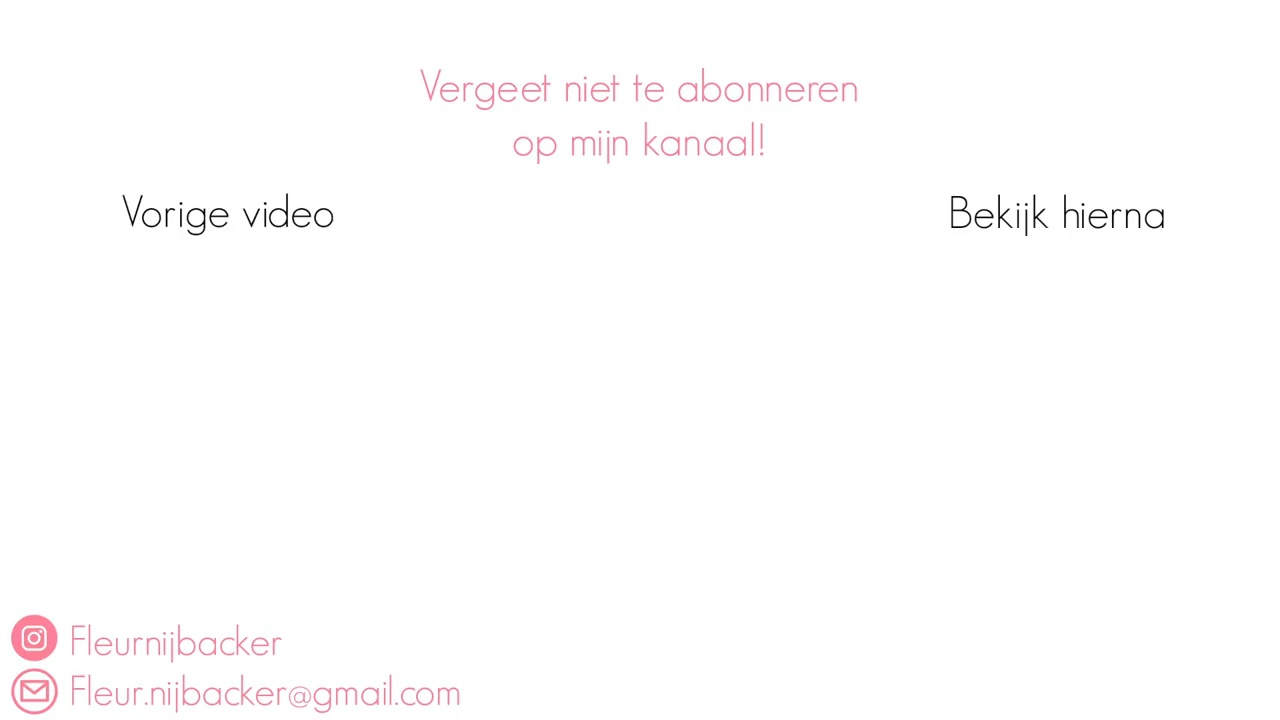 Vergeet niet te abonneren
op mijn kanaal!
Vorige video
Bekijk hierna
Fleurnijbacker
Fleur.nijbacker@gmail.com